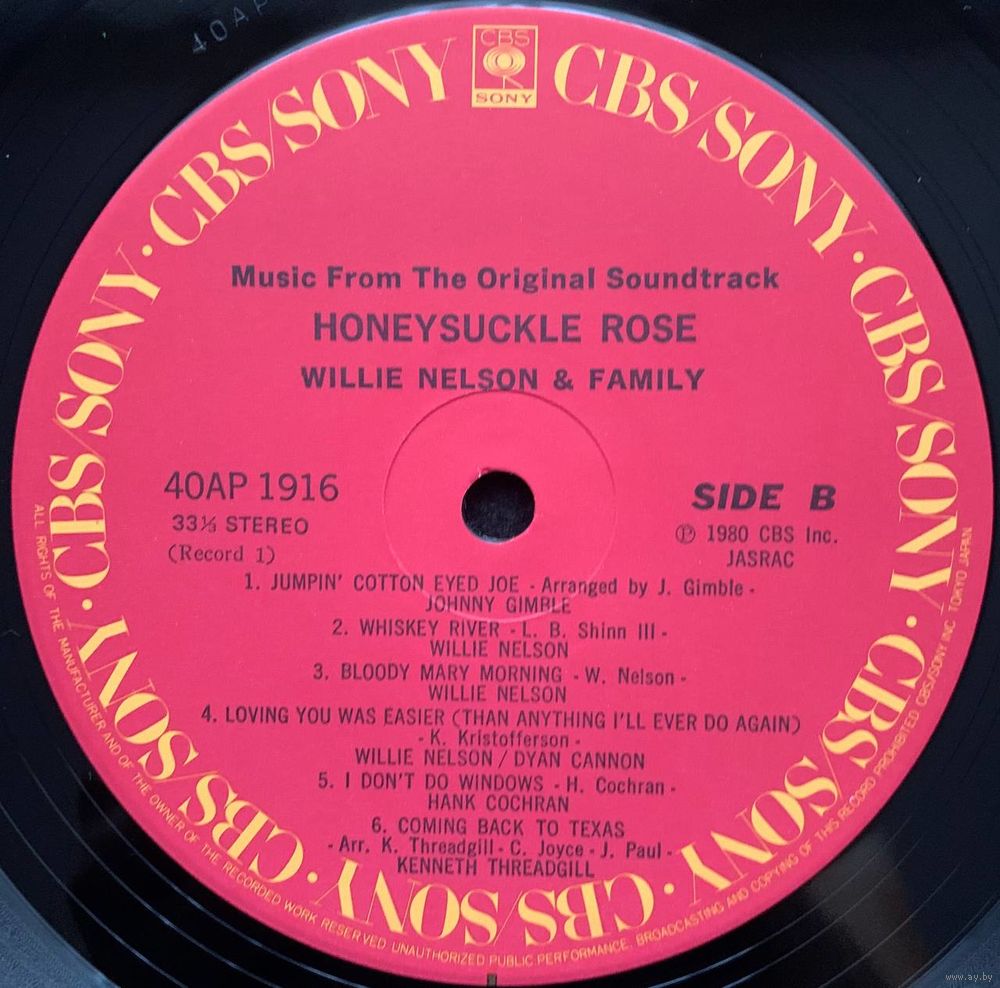 40AP
CBS
SONY
CBS/SONY · CBS/SONY · CBS/SONY · CBS/SONY · CBS/SONY · CBS/SONY · CBS/SONY · CBS/SONY
Music From The Original Soundtrack
HONEYSUCKLE ROSE
WILLIE NELSON & FAMILY
40AP 1916
33⅓ STEREO
(Record 1)
SIDE B
Ⓟ 1980 CBS Inc.
JASRAC
1. JUMPIN' COTTON EYED JOE - Arranged by J. Gimble -
JOHNNY GIMBLE
2. WHISKEY RIVER - L. B. Shinn III -
WILLIE NELSON
3. BLOODY MARY MORNING - W. Nelson -
WILLIE NELSON
4. LOVING YOU WAS EASIER (THAN ANYTHING I'LL EVER DO AGAIN)
- K. Kristofferson -
WILLIE NELSON / DYAN CANNON
5. I DON'T DO WINDOWS - H. Cochran -
HANK COCHRAN
6. COMING BACK TO TEXAS
- Arr. K. Threadgill - C. Joyce - J. Paul -
KENNETH THREADGILL
ALL RIGHTS OF THE MANUFACTURER AND OF THE OWNER OF THE RECORDED WORK RESERVED UNAUTHORIZED PUBLIC PERFORMANCE, BROADCASTING AND COPYING OF THIS RECORD PROHIBITED CBS/SONY INC TOKYO JAPAN
www.ay.by